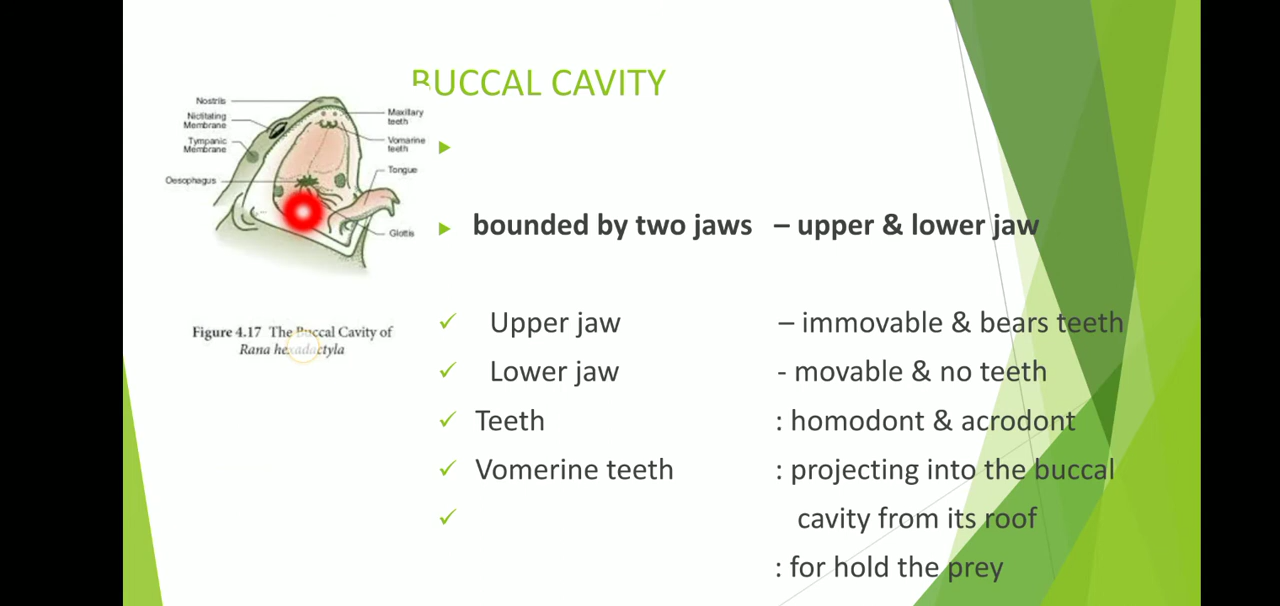 BUCCAL CAVITY
Nostrils
Nictitating
Membrane
Tympanic
Membrane
Oesophagus
Maxillary
teeth
Vomarine
teeth
Tongue
Glottis
Figure 4.17 The Buccal Cavity of
Rana hexadactyla
bounded by two jaws – upper & lower jaw
Upper jaw – immovable & bears teeth
Lower jaw - movable & no teeth
Teeth : homodont & acrodont
Vomerine teeth : projecting into the buccal
cavity from its roof
: for hold the prey